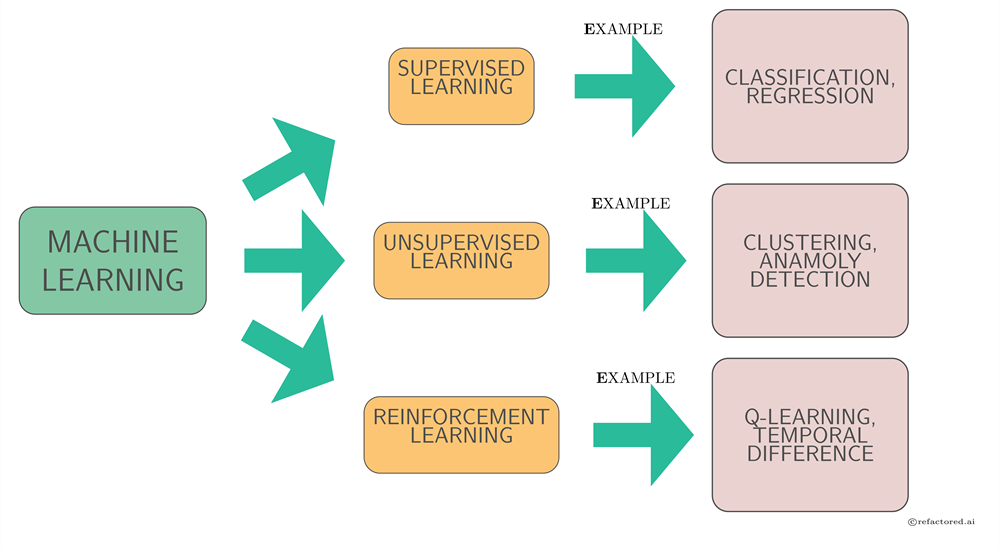 MACHINE
LEARNING
SUPERVISED
LEARNING
EXAMPLE
CLASSIFICATION,
REGRESSION
UNSUPERVISED
LEARNING
EXAMPLE
CLUSTERING,
ANAMOLY
DETECTION
REINFORCEMENT
LEARNING
EXAMPLE
Q-LEARNING,
TEMPORAL
DIFFERENCE
©refactored.ai